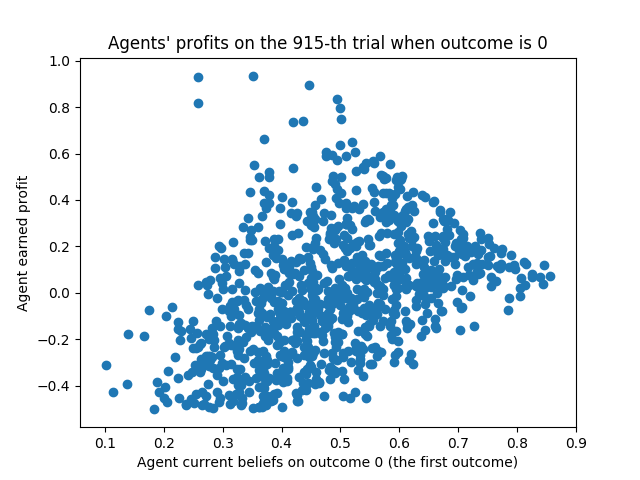 Agents' profits on the 915-th trial when outcome is 0
1.0
0.8
0.6
0.4
0.2
0.0
−0.2
−0.4
Agent earned profit
0.1 0.2 0.3 0.4 0.5 0.6 0.7 0.8 0.9
Agent current beliefs on outcome 0 (the first outcome)